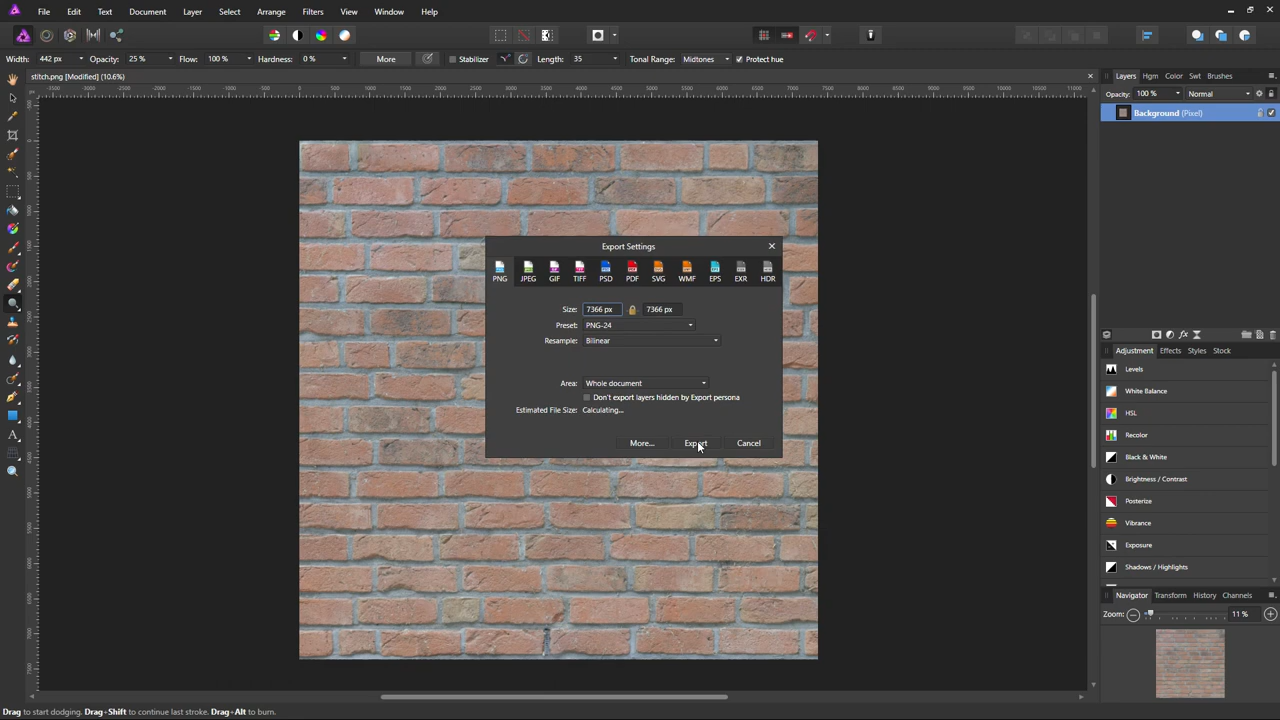 File Edit Text Document Layer Select Arrange Filters View Window Help
Width: 442 px Opacity: 25 % Flow: 100 % Hardness: 0 % More Stabilizer Length: 35 Tonal Range: Midtones Protect hue
stitch.png [Modified] (10.6%)
Layers Hgm Color Swt Brushes
Opacity: 100 % Normal
Background (Pixel)
Export Settings
PNG JPEG GIF TIFF PSD PDF SVG WMF EPS EXR HDR
Size: 7366 px 7366 px
Preset: PNG-24
Resample: Bilinear
Area: Whole document
Don't export layers hidden by Export persona
Estimated File Size: Calculating...
More... Export Cancel
Adjustment Effects Styles Stock
Levels
White Balance
HSL
Recolor
Black & White
Brightness / Contrast
Posterize
Vibrance
Exposure
Shadows / Highlights
Navigator Transform History Channels
Zoom: 11 %
Drag to start dodging. Drag+Shift to continue last stroke. Drag+Alt to burn.